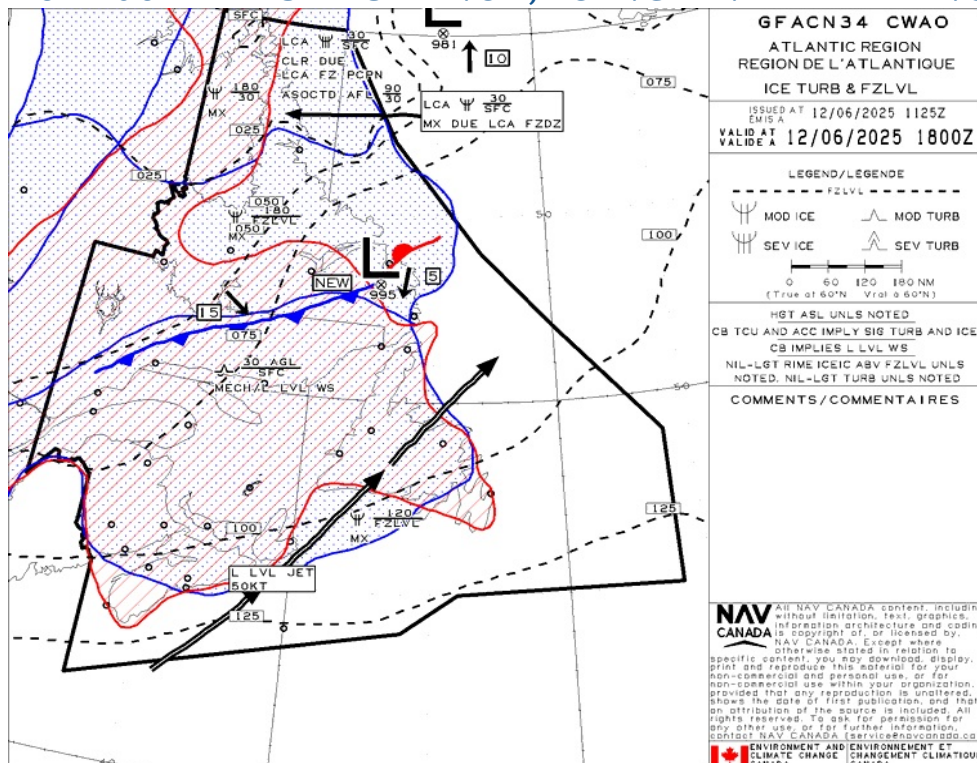 SFC
LCA 30
SFC
CLR DUE
LCA FZ PCPN
ASOCTD AFL 90
30
180
30
MX
025
025
981
10
LCA 30
SFC
MX DUE LCA FZDZ
075
050
180
FZLVL
050
MX
50
100
L
NEW
995
5
15
075
30 AGL
SFC
MECH/ LVL WS
50
120
FZLVL
MX
100
125
L LVL JET
50KT
125
GFACN34 CWAO
ATLANTIC REGION
REGION DE L'ATLANTIQUE
ICE TURB & FZLVL
ISSUED AT
EMIS A
12/06/2025 1125Z
VALID AT
VALIDE A
12/06/2025 1800Z
LEGEND/LÉGENDE
FZLVL
MOD ICE
MOD TURB
SEV ICE
SEV TURB
0 60 120 180 NM
(True at 60°N Vrai à 60°N)
HGT ASL UNLS NOTED
CB TCU AND ACC IMPLY SIG TURB AND ICE
CB IMPLIES L LVL WS
NIL-LGT RIME ICEIC ABV FZLVL UNLS
NOTED. NIL-LGT TURB UNLS NOTED
COMMENTS/COMMENTAIRES
NAV
CANADA
All NAV CANADA content, including
without limitation, text, graphics,
information architecture and coding
is copyright of, or licensed by,
NAV CANADA. Except where
otherwise stated in relation to
specific content, you may download, display,
print and reproduce this material for your
non-commercial and personal use, or for
non-commercial use within your organization,
provided that any reproduction is unaltered,
shows the date of first publication, and that
an attribution of the source is included. All
rights reserved. To ask for permission for
any other use, or for further information,
contact NAV CANADA (service@navcanada.ca
ENVIRONMENT AND
CLIMATE CHANGE
ENVIRONNEMENT ET
CHANGEMENT CLIMATIQUE